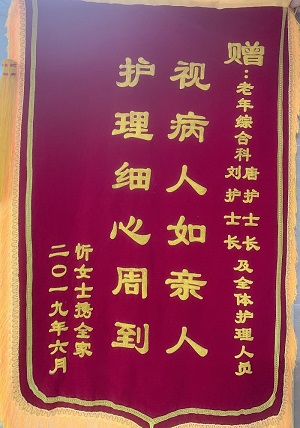 赠：老年综合科唐护士长刘护士长及全体护理人员
视病人如亲人
护理细心周到
忻女士携全家
二〇一九年六月